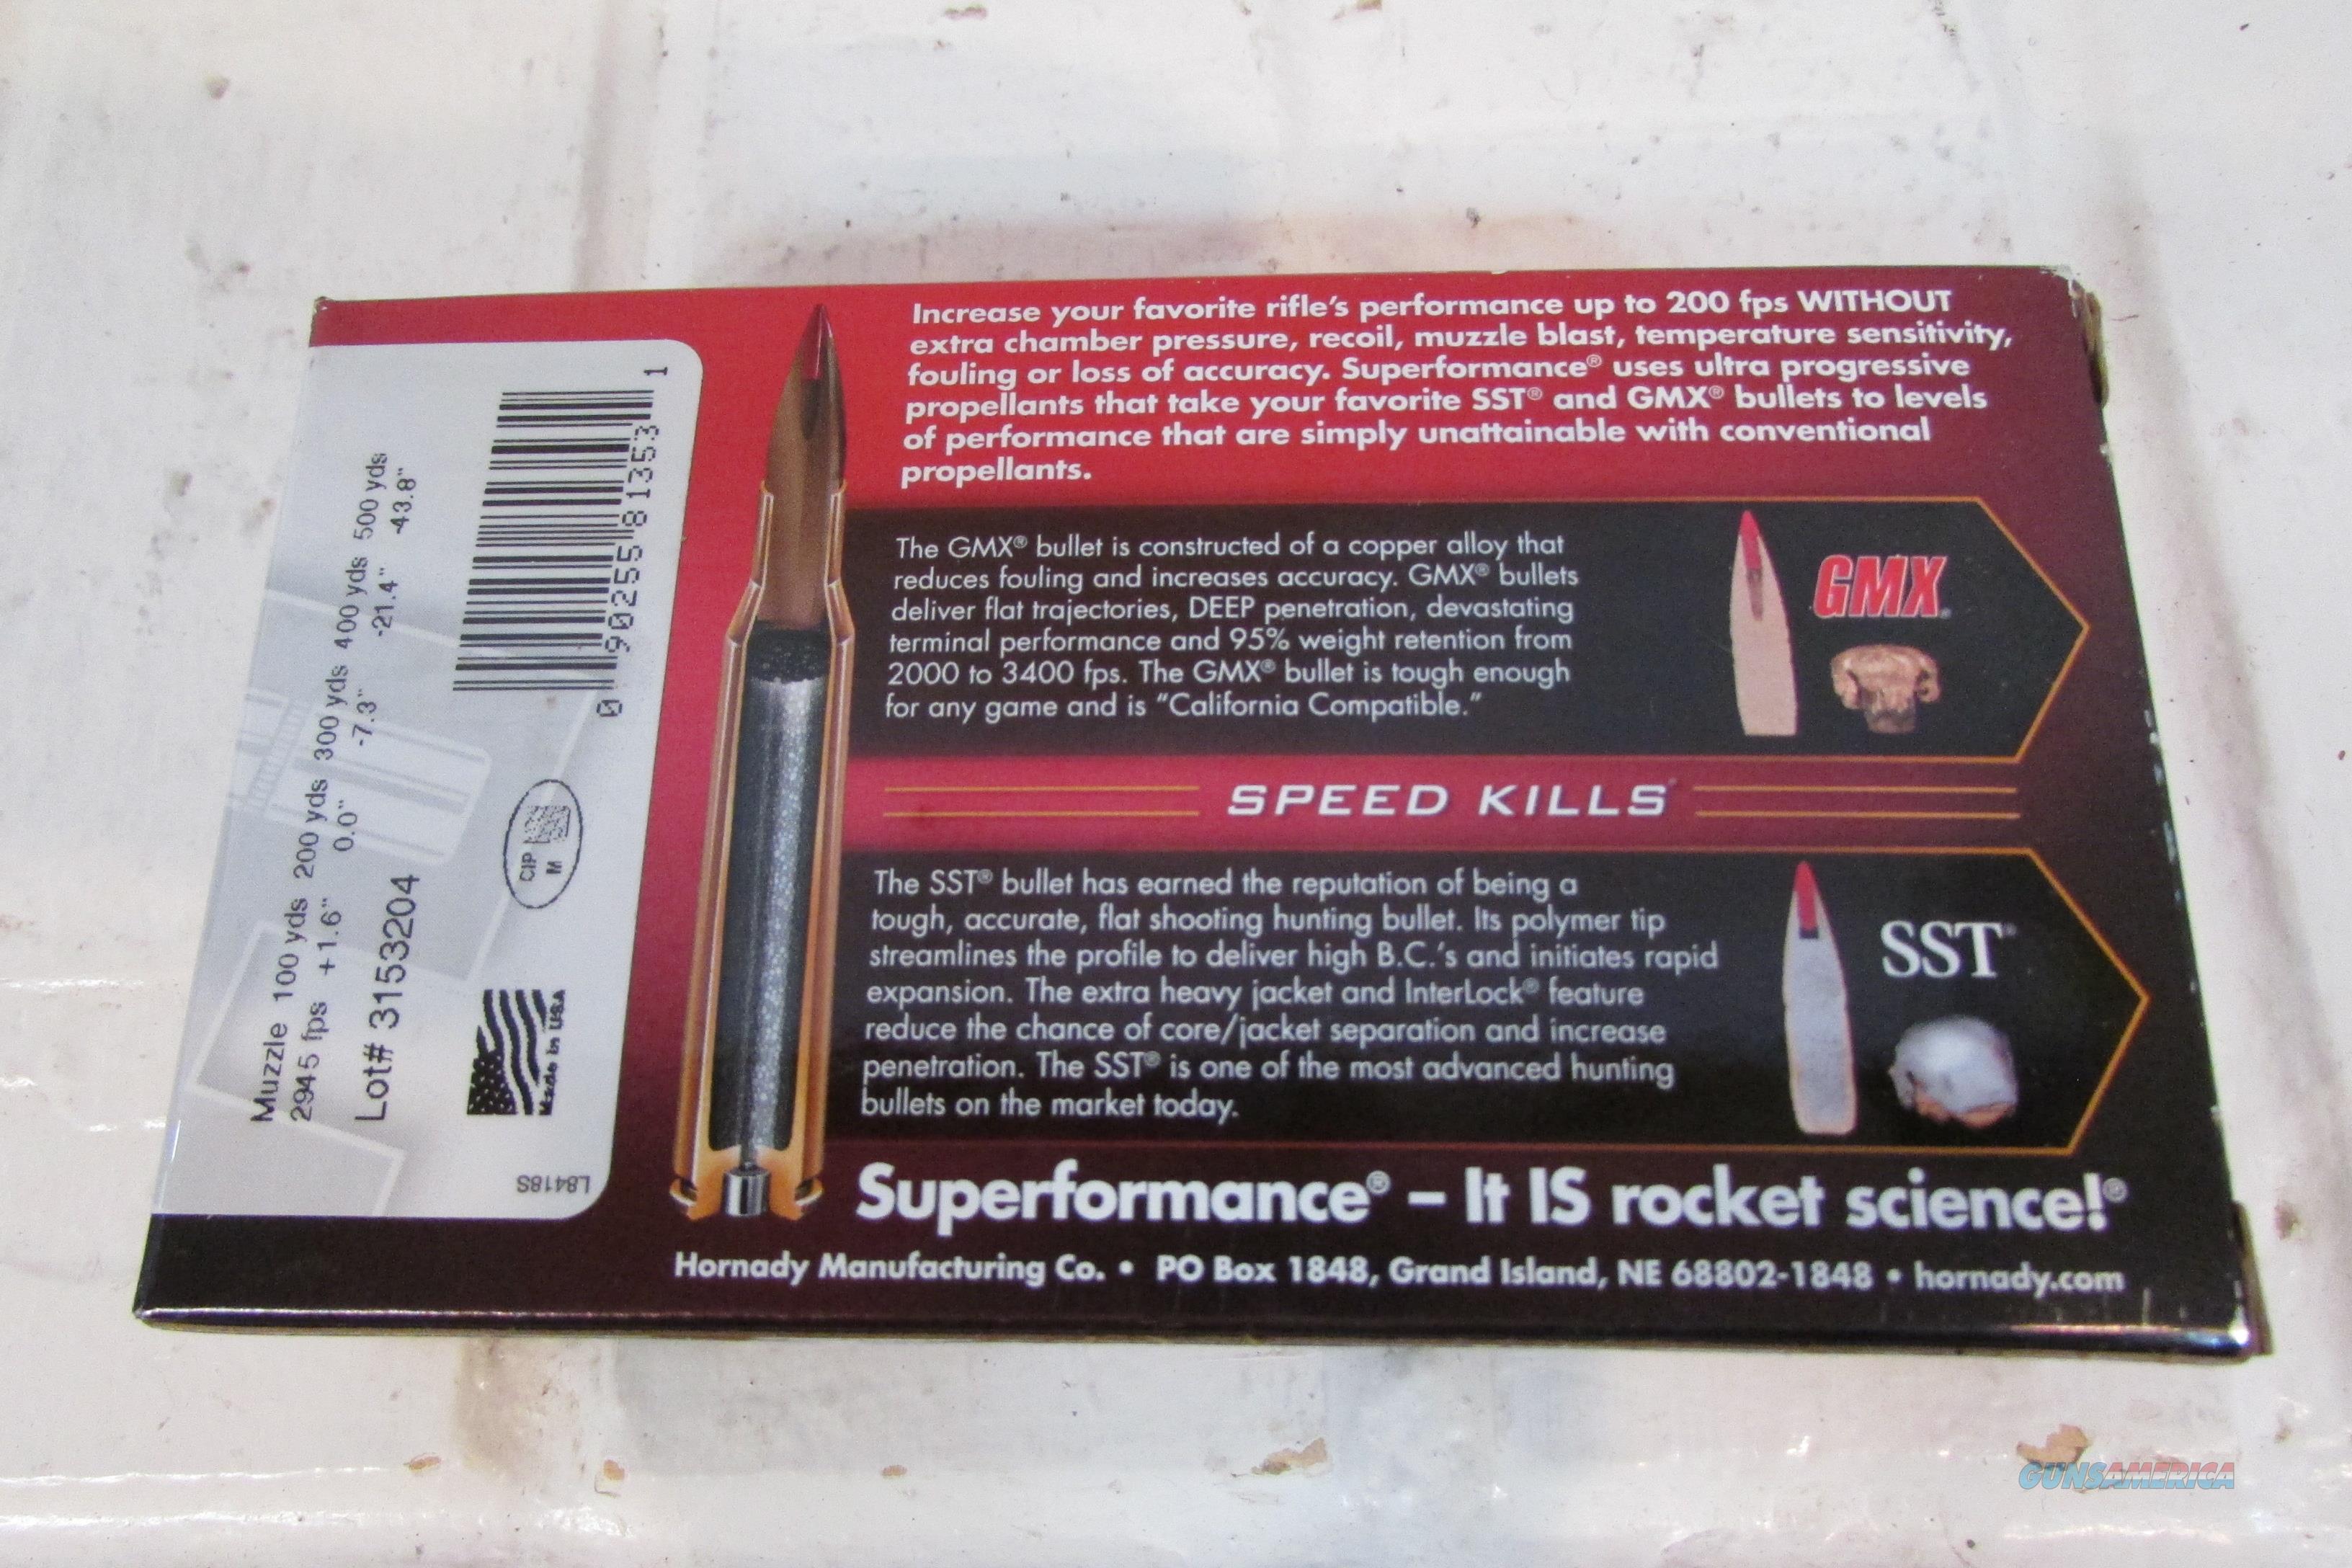 Increase your favorite rifle's performance up to 200 fps WITHOUT
extra chamber pressure, recoil, muzzle blast, temperature sensitivity,
fouling or loss of accuracy. Superformance® uses ultra progressive
propellants that take your favorite SST® and GMX® bullets to levels
of performance that are simply unattainable with conventional
propellants.
The GMX® bullet is constructed of a copper alloy that
reduces fouling and increases accuracy. GMX® bullets
deliver flat trajectories, DEEP penetration, devastating
terminal performance and 95% weight retention from
2000 to 3400 fps. The GMX® bullet is tough enough
for any game and is "California Compatible."
GMX®
SPEED KILLS™
The SST® bullet has earned the reputation of being a
tough, accurate, flat shooting hunting bullet. Its polymer tip
streamlines the profile to deliver high B.C.'s and initiates rapid
expansion. The extra heavy jacket and InterLock® feature
reduce the chance of core/jacket separation and increase
penetration. The SST® is one of the most advanced hunting
bullets on the market today.
SST®
Superformance® – It IS rocket science!®
Hornady Manufacturing Co. • PO Box 1848, Grand Island, NE 68802-1848 • hornady.com
Muzzle 100 yds 200 yds 300 yds 400 yds 500 yds
2945 fps +1.6" 0.0" -7.3" -21.4" -43.8"
Lot# 3153204
Made in USA
CIP
M
0 90255 81353 1
L8418S
GUNSAMERICA